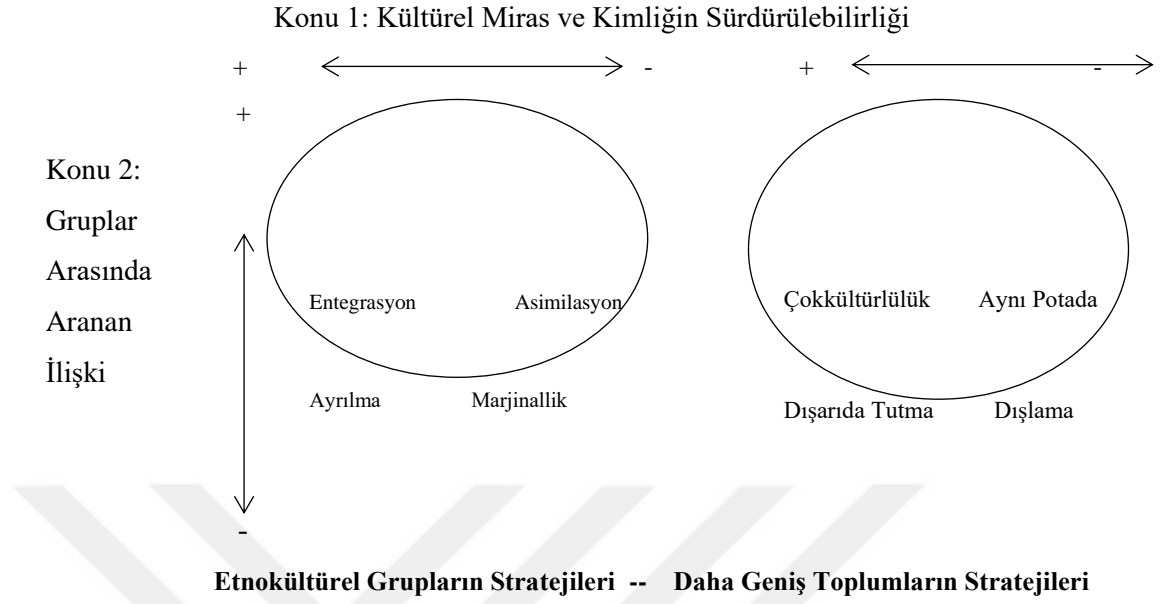 Konu 1: Kültürel Miras ve Kimliğin Sürdürülebilirliği
+ - + -
+
Konu 2:
Gruplar
Arasında
Aranan
İlişki
Entegrasyon Asimilasyon Çokkültürlülük Aynı Potada
Ayrılma Marjinallik Dışarıda Tutma Dışlama
-
Etnokültürel Grupların Stratejileri -- Daha Geniş Toplumların Stratejileri